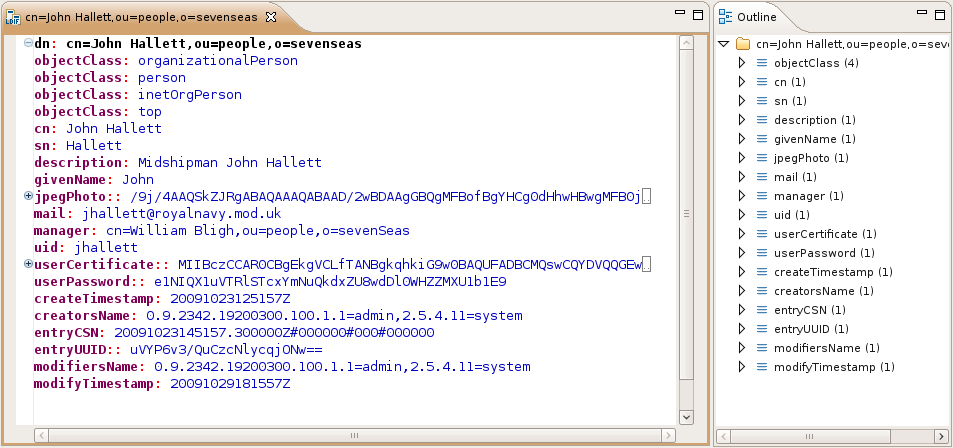 cn=John Hallett,ou=people,o=sevenseas
dn: cn=John Hallett,ou=people,o=sevenseas
objectClass: organizationalPerson
objectClass: person
objectClass: inetOrgPerson
objectClass: top
cn: John Hallett
sn: Hallett
description: Midshipman John Hallett
givenName: John
jpegPhoto:: /9j/4AAQSkZJRgABAQAAAQABAAD/2wBDAAgGBQgMFBofBgYHCg0dHhwHBwgMFB0j..
mail: jhallett@royalnavy.mod.uk
manager: cn=William Bligh,ou=people,o=sevenSeas
uid: jhallett
userCertificate:: MIIBczCCAR0CBgEkgVCLfTANBgkqhkiG9w0BAQUFADBCMQswCQYDVQQGEw..
userPassword:: e1NIQX1uVTRlSTcxYmNuQkdxZU8wdDl0WHZZMXU1b1E9
createTimestamp: 20091023125157Z
creatorsName: 0.9.2342.19200300.100.1.1=admin,2.5.4.11=system
entryCSN: 20091023145157.300000Z#000000#000#000000
entryUUID:: uVYP6v3/QuCzcNlycqjONw==
modifiersName: 0.9.2342.19200300.100.1.1=admin,2.5.4.11=system
modifyTimestamp: 20091029181557Z
Outline
cn=John Hallett,ou=people,o=seve
objectClass (4)
cn (1)
sn (1)
description (1)
givenName (1)
jpegPhoto (1)
mail (1)
manager (1)
uid (1)
userCertificate (1)
userPassword (1)
createTimestamp (1)
creatorsName (1)
entryCSN (1)
entryUUID (1)
modifiersName (1)
modifyTimestamp (1)